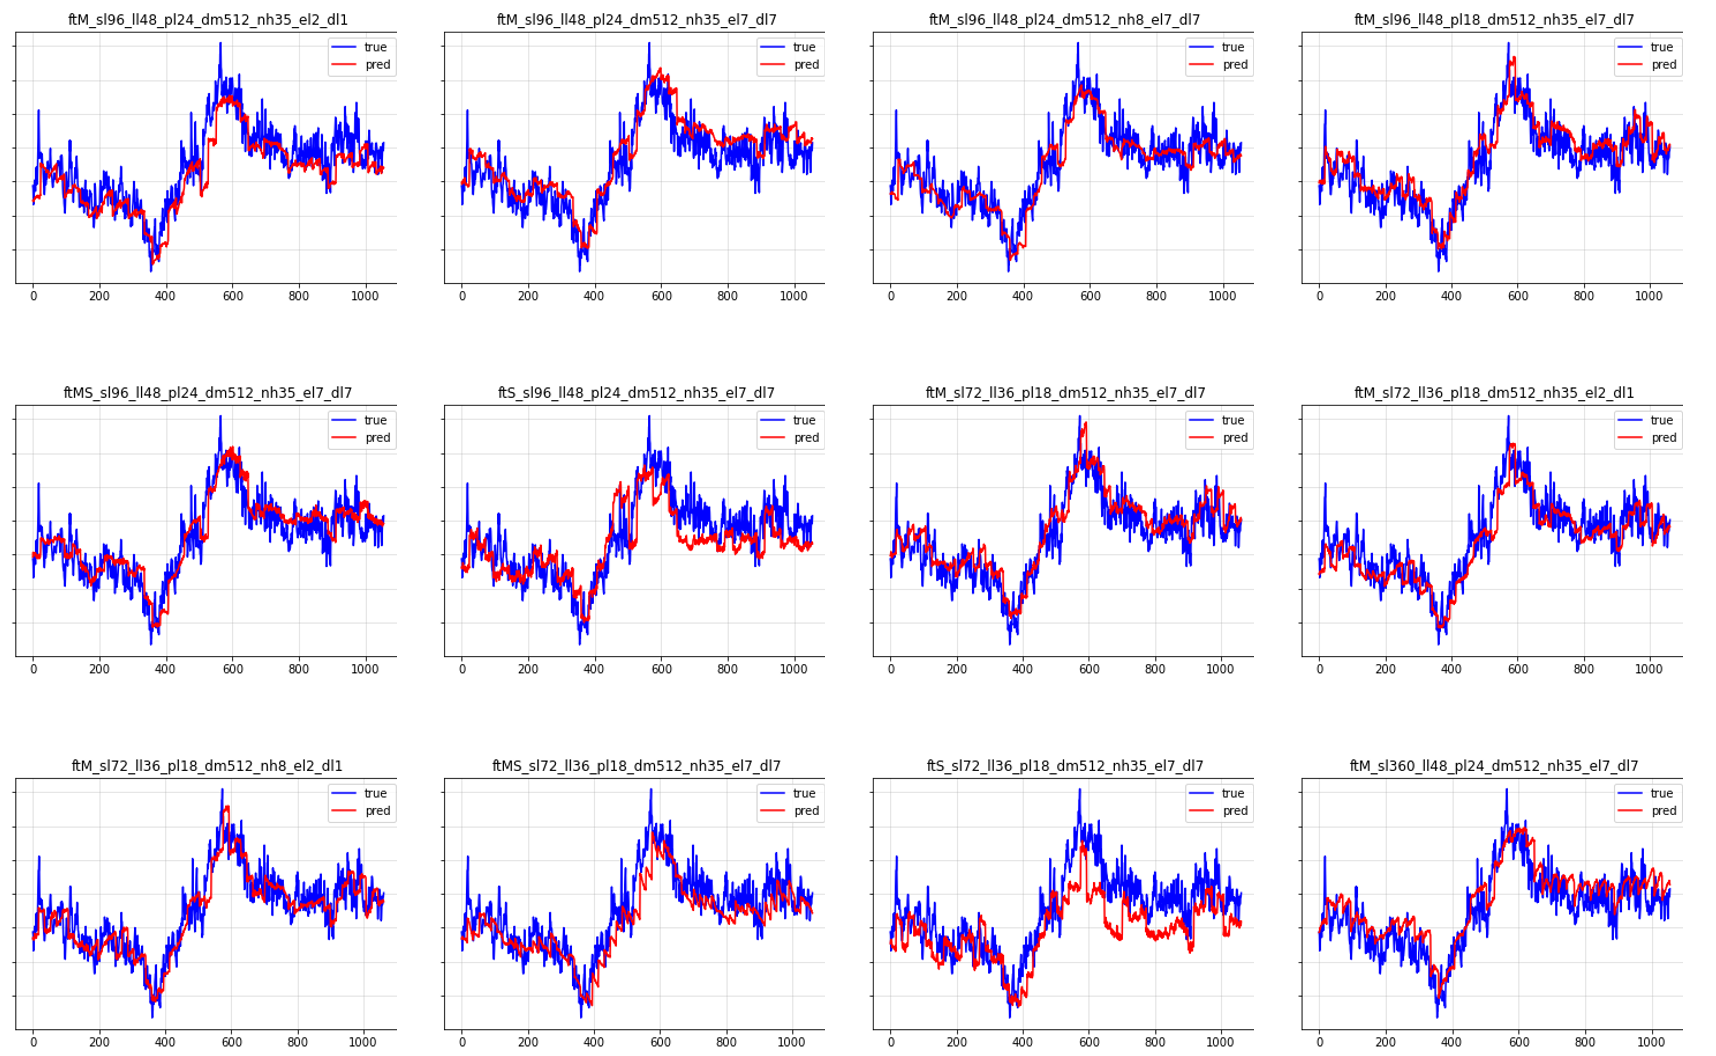 ftM_sl96_ll48_pl24_dm512_nh35_el2_dl1
true
pred
0 200 400 600 800 1000
ftM_sl96_ll48_pl24_dm512_nh35_el7_dl7
true
pred
0 200 400 600 800 1000
ftM_sl96_ll48_pl24_dm512_nh8_el7_dl7
true
pred
0 200 400 600 800 1000
ftM_sl96_ll48_pl18_dm512_nh35_el7_dl7
true
pred
0 200 400 600 800 1000
ftMS_sl96_ll48_pl24_dm512_nh35_el7_dl7
true
pred
0 200 400 600 800 1000
ftS_sl96_ll48_pl24_dm512_nh35_el7_dl7
true
pred
0 200 400 600 800 1000
ftM_sl72_ll36_pl18_dm512_nh35_el7_dl7
true
pred
0 200 400 600 800 1000
ftM_sl72_ll36_pl18_dm512_nh35_el2_dl1
true
pred
0 200 400 600 800 1000
ftM_sl72_ll36_pl18_dm512_nh8_el2_dl1
true
pred
0 200 400 600 800 1000
ftMS_sl72_ll36_pl18_dm512_nh35_el7_dl7
true
pred
0 200 400 600 800 1000
ftS_sl72_ll36_pl18_dm512_nh35_el7_dl7
true
pred
0 200 400 600 800 1000
ftM_sl360_ll48_pl24_dm512_nh35_el7_dl7
true
pred
0 200 400 600 800 1000